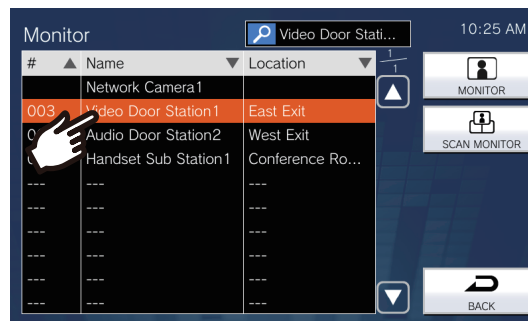 Monitor
Video Door Stati...
10:25 AM
# ▲ Name ▼ Location ▼
1/1
Network Camera1
003 Video Door Station1 East Exit
Audio Door Station2 West Exit
Handset Sub Station1 Conference Ro...
--- --- ---
--- --- ---
--- --- ---
--- --- ---
--- --- ---
--- --- ---
MONITOR
SCAN MONITOR
BACK